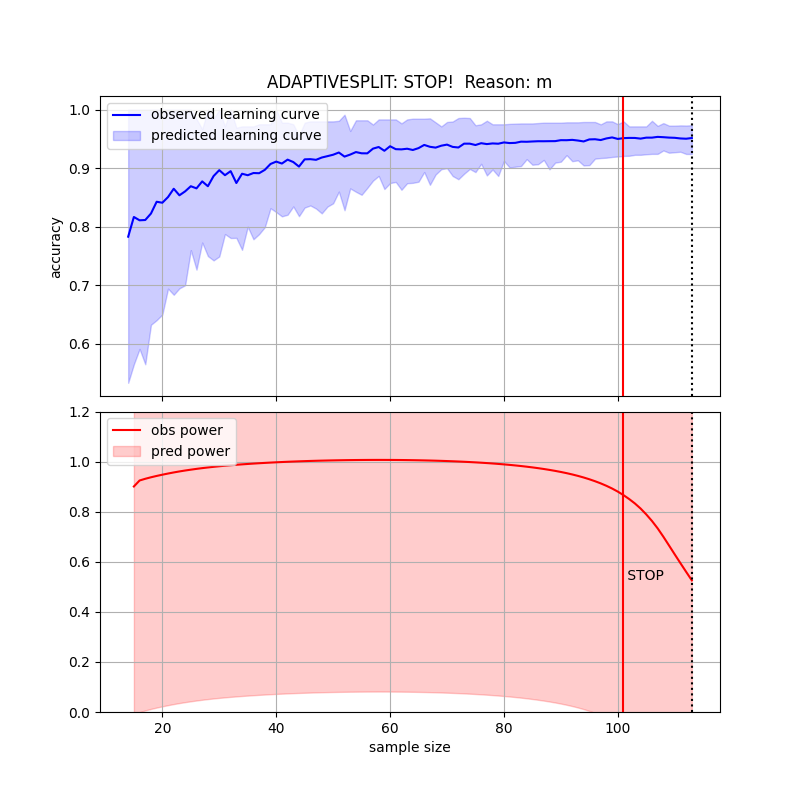 ADAPTIVESPLIT: STOP!  Reason: m
1.0
0.9
0.8
0.7
0.6
accuracy
observed learning curve
predicted learning curve
1.2
1.0
0.8
0.6
0.4
0.2
0.0
obs power
pred power
STOP
20
40
60
80
100
sample size